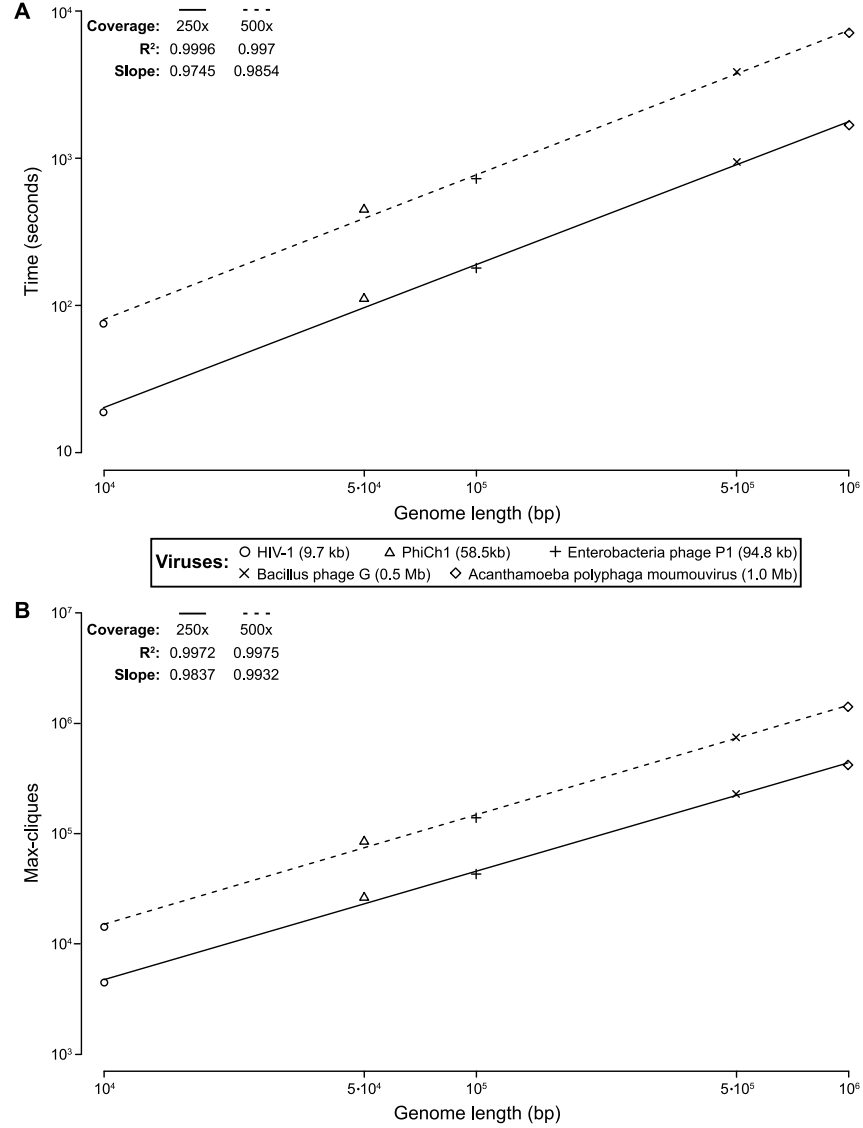 A
Coverage: 250x 500x
R²: 0.9996 0.997
Slope: 0.9745 0.9854
10⁴
10³
10²
10
Time (seconds)
10⁴ 5·10⁴ 10⁵ 5·10⁵ 10⁶
Genome length (bp)
Viruses: HIV-1 (9.7 kb) PhiCh1 (58.5kb) Enterobacteria phage P1 (94.8 kb)
Bacillus phage G (0.5 Mb) Acanthamoeba polyphaga moumouvirus (1.0 Mb)
B
Coverage: 250x 500x
R²: 0.9972 0.9975
Slope: 0.9837 0.9932
10⁷
10⁶
10⁵
10⁴
10³
Max-cliques
10⁴ 5·10⁴ 10⁵ 5·10⁵ 10⁶
Genome length (bp)